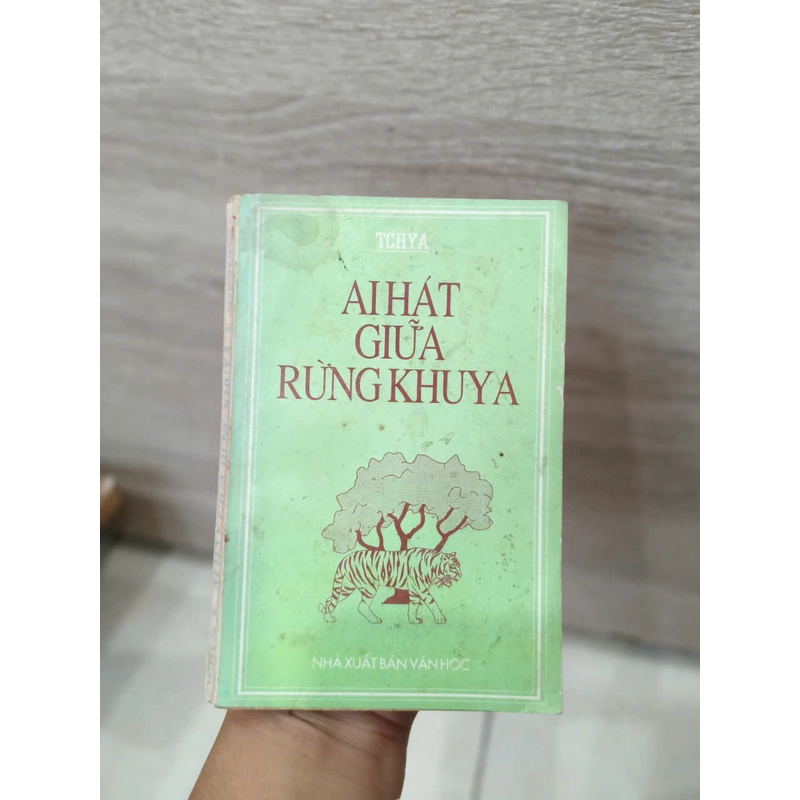 TCHYA
AI HÁT
GIỮA
RỪNG KHUYA
NHÀ XUẤT BẢN VĂN HỌC